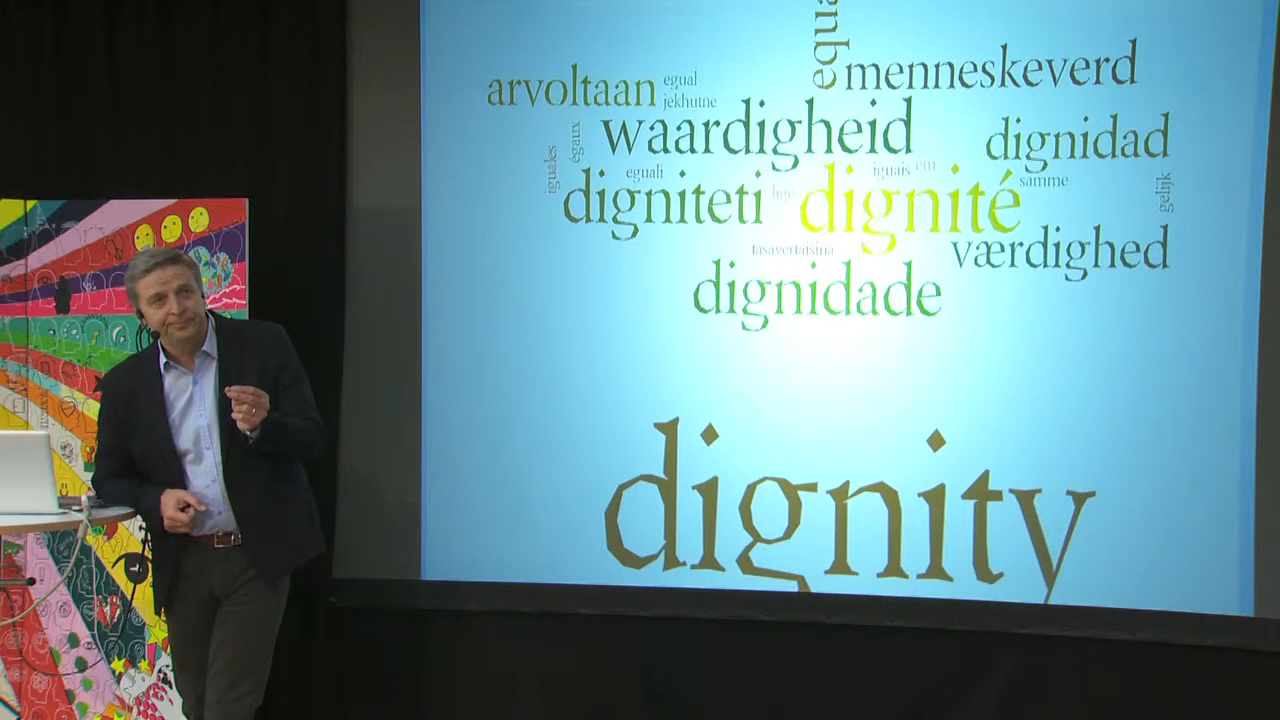 equa
menneskeverd
arvoltaan
egual
jekhutne
waardigheid
dignidad
égaux
iguales
eguali
iguais
em
samme
digniteti
dignité
gelijk
tasavertaisina
værdighed
dignidade
dignity